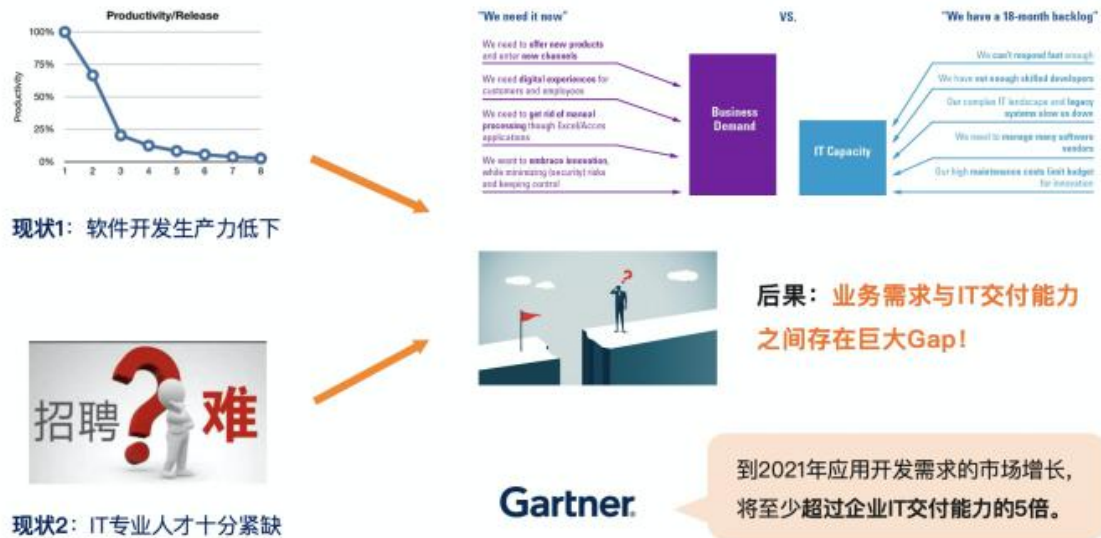 Productivity/Release
100%
75%
50%
25%
0%
Productivity
1 2 3 4 5 6 7 8
现状1：软件开发生产力低下
招聘?难
现状2：IT专业人才十分紧缺
"We need it now"
VS.
"We have a 18-month backlog"
We need to offer new products
and enter new channels
We need digital experiences for
customers and employees
We need to get rid of manual
processing though Excel/Acces
applications
We want to embrace innovation,
while minimizing (security) risks
and keeping control
Business
Demand
IT Capacity
We can't respond fast enough
We have not enough skilled developers
Our complex IT landscape and legacy
systems slow us down
We need to manage many software
vendors
Our high maintenance costs limit budget
for innovation
?
后果：业务需求与IT交付能力
之间存在巨大Gap！
Gartner.
到2021年应用开发需求的市场增长，
将至少超过企业IT交付能力的5倍。